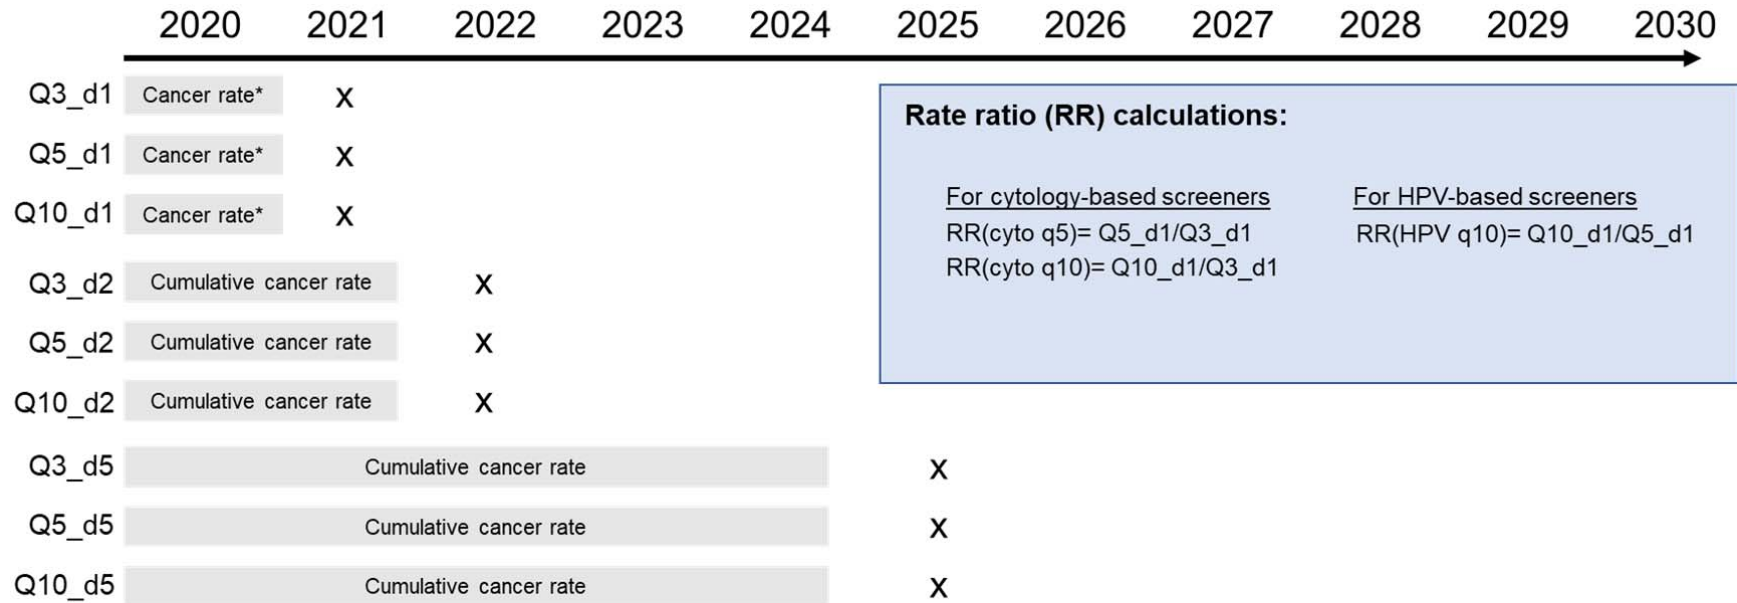 2020 2021 2022 2023 2024 2025 2026 2027 2028 2029 2030
Q3_d1 Cancer rate* X
Q5_d1 Cancer rate* X
Q10_d1 Cancer rate* X
Q3_d2 Cumulative cancer rate X
Q5_d2 Cumulative cancer rate X
Q10_d2 Cumulative cancer rate X
Q3_d5 Cumulative cancer rate X
Q5_d5 Cumulative cancer rate X
Q10_d5 Cumulative cancer rate X
Rate ratio (RR) calculations:
For cytology-based screeners
RR(cyto q5)= Q5_d1/Q3_d1
RR(cyto q10)= Q10_d1/Q3_d1
For HPV-based screeners
RR(HPV q10)= Q10_d1/Q5_d1